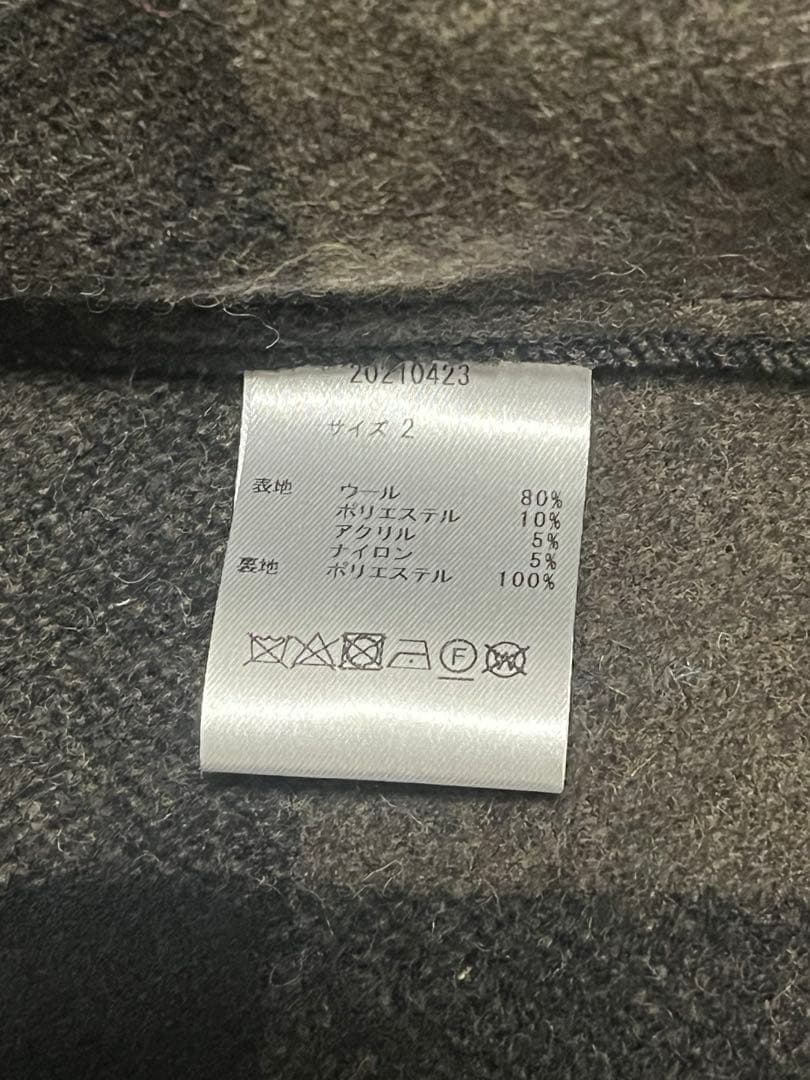 20210423
サイズ 2
表地 ウール 80%
ポリエステル 10%
アクリル 5%
ナイロン 5%
裏地 ポリエステル 100%
F W